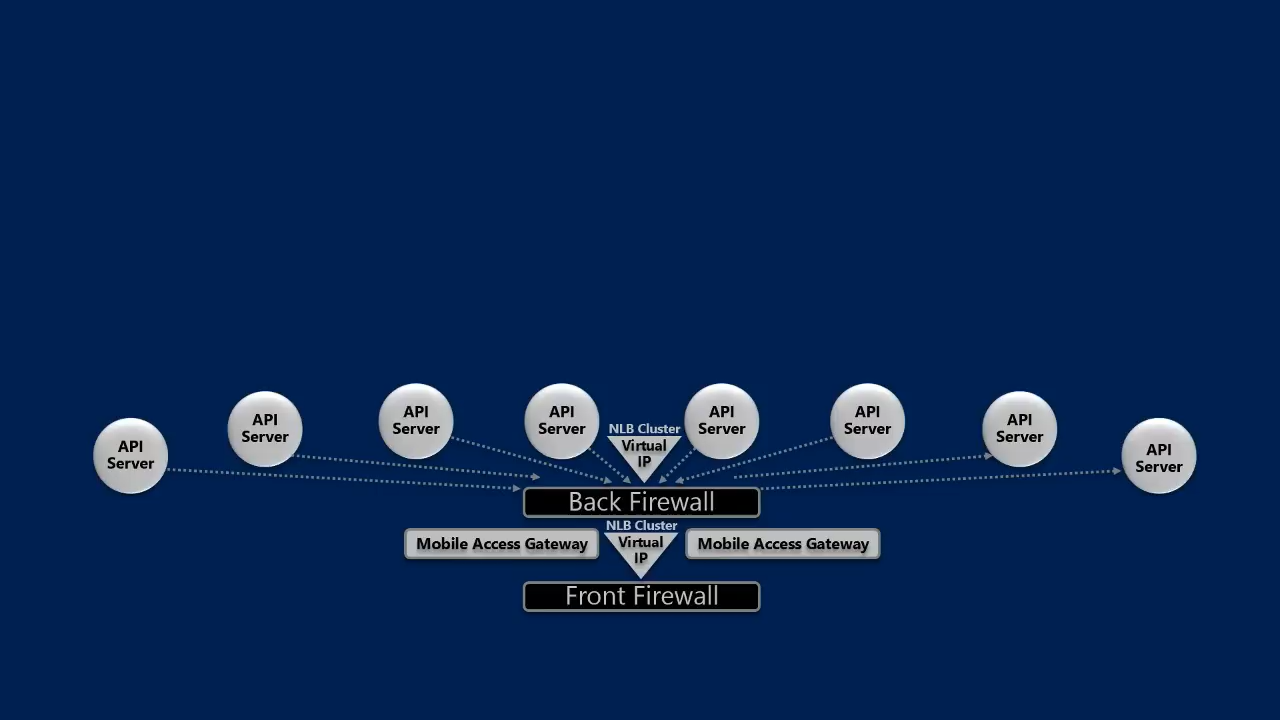 API
Server
API
Server
API
Server
API
Server
NLB Cluster
Virtual
IP
API
Server
API
Server
API
Server
API
Server
Back Firewall
NLB Cluster
Mobile Access Gateway
Virtual
IP
Mobile Access Gateway
Front Firewall